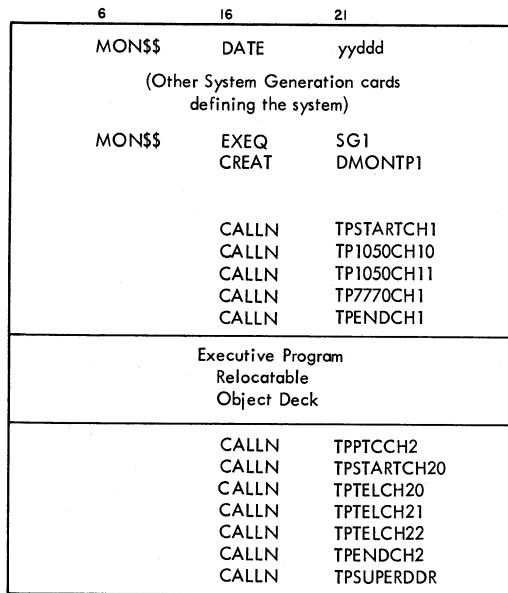 6 16 21
MON$$ DATE yyddd
(Other System Generation cards
defining the system)
MON$$ EXEQ SG1
CREAT DMONTP1
CALLN TPSTARTCH1
CALLN TP1050CH10
CALLN TP1050CH11
CALLN TP7770CH1
CALLN TPENDCH1
Executive Program
Relocatable
Object Deck
CALLN TPPTCCH2
CALLN TPSTARTCH20
CALLN TPTELCH20
CALLN TPTELCH21
CALLN TPTELCH22
CALLN TPENDCH2
CALLN TPSUPERDDR